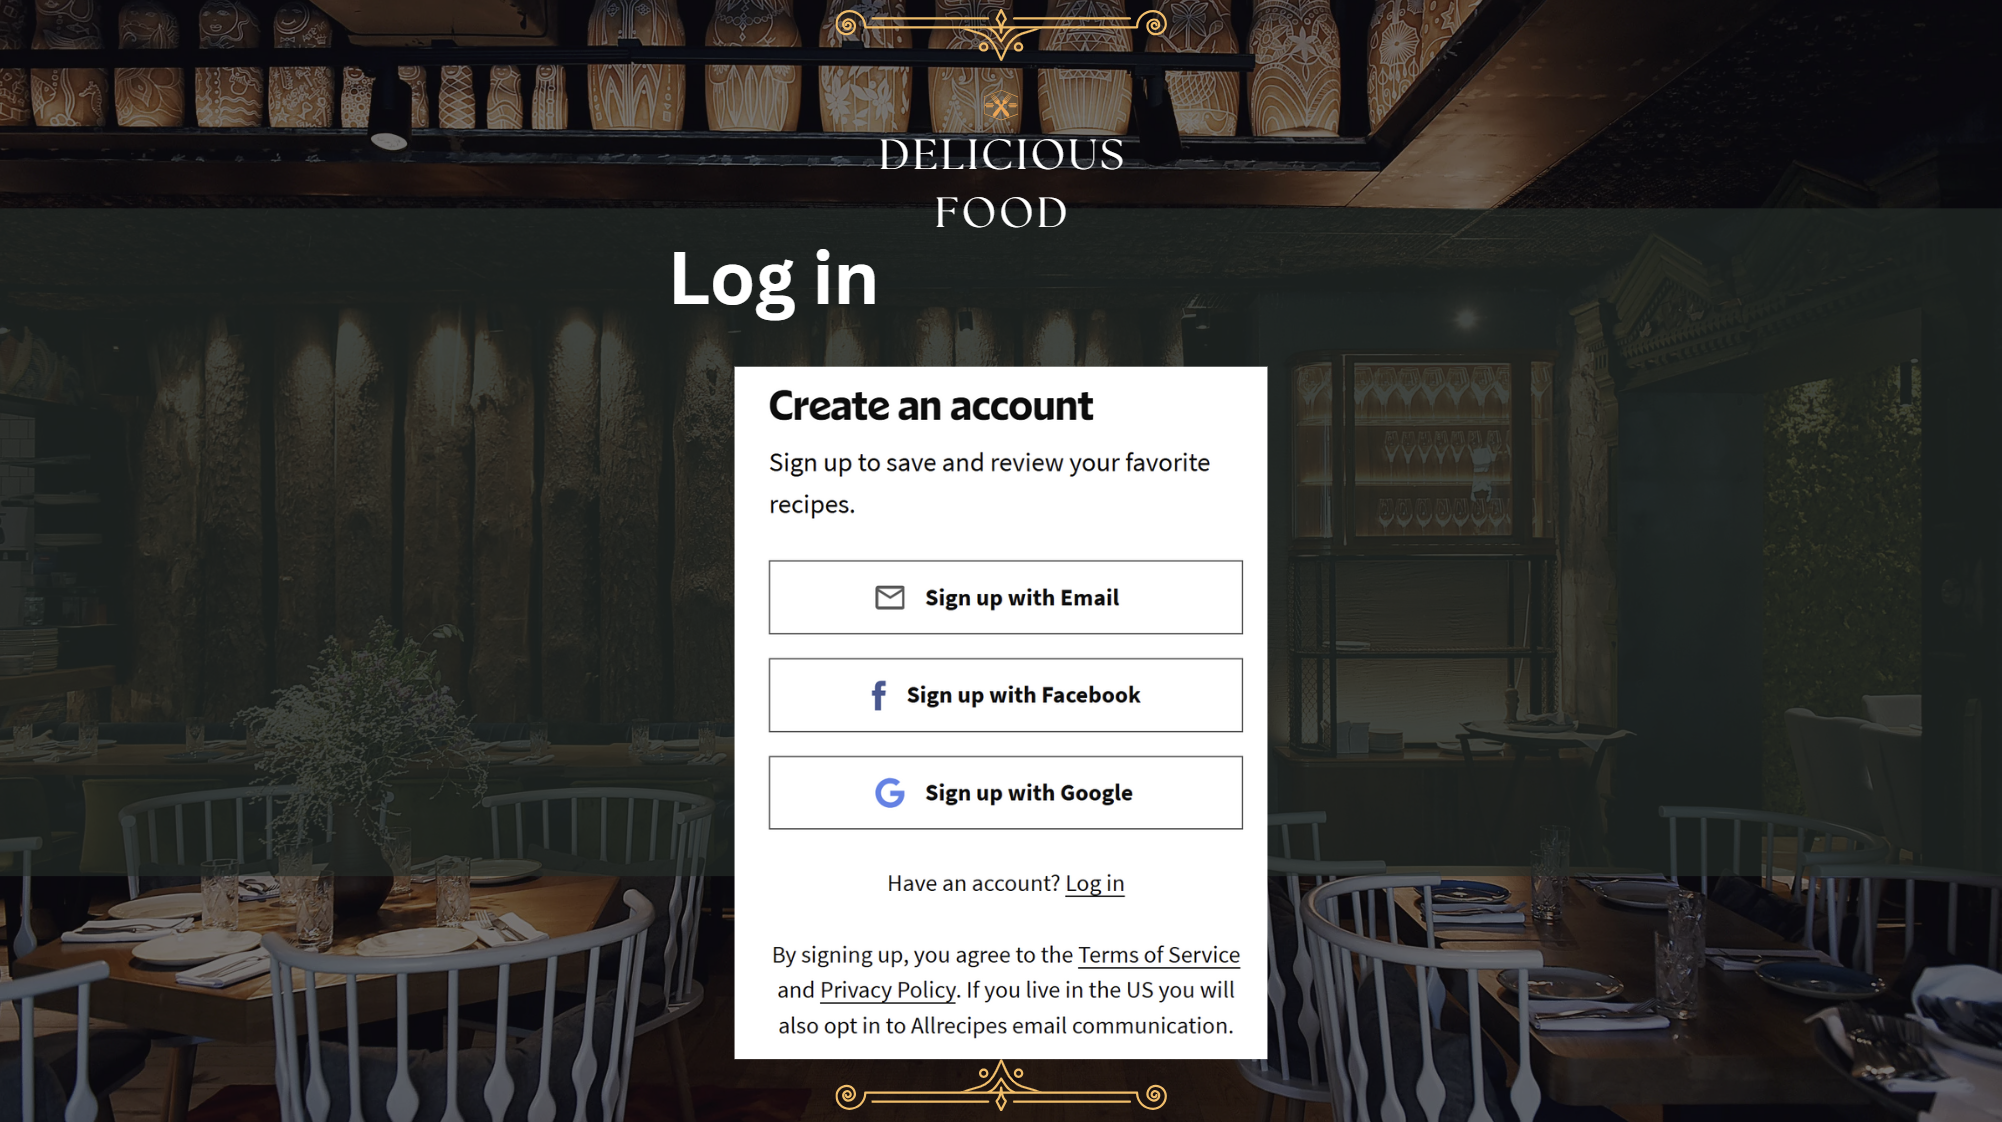 DELICIOUS
FOOD
Log in
Create an account
Sign up to save and review your favorite
recipes.
Sign up with Email
Sign up with Facebook
Sign up with Google
Have an account? Log in
By signing up, you agree to the Terms of Service
and Privacy Policy. If you live in the US you will
also opt in to Allrecipes email communication.